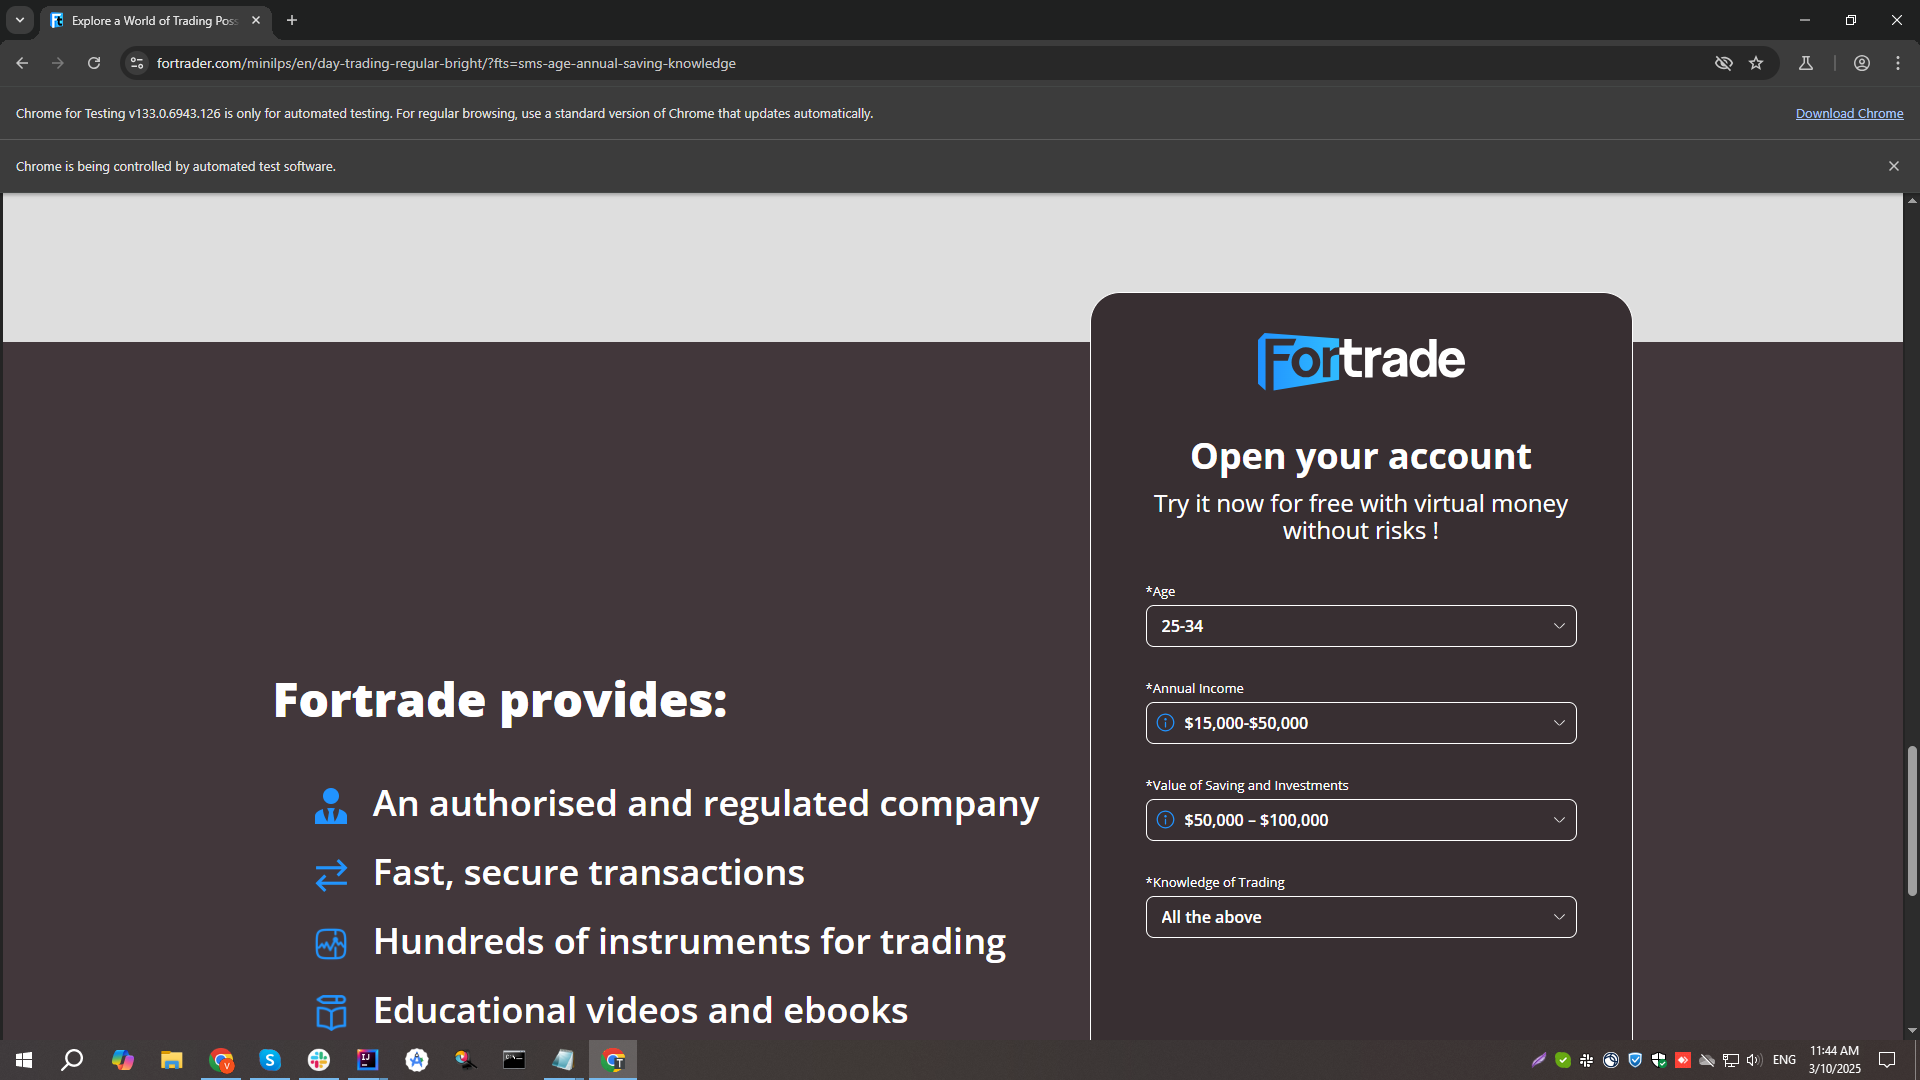 Explore a World of Trading Pos
fortrader.com/minilps/en/day-trading-regular-bright/?fts=sms-age-annual-saving-knowledge
Chrome for Testing v133.0.6943.126 is only for automated testing. For regular browsing, use a standard version of Chrome that updates automatically.
Download Chrome
Chrome is being controlled by automated test software.
Fortrade
Open your account
Try it now for free with virtual money
without risks !
*Age
25-34
*Annual Income
$15,000-$50,000
*Value of Saving and Investments
$50,000 – $100,000
*Knowledge of Trading
All the above
Fortrade provides:
An authorised and regulated company
Fast, secure transactions
Hundreds of instruments for trading
Educational videos and ebooks
ENG
11:44 AM
3/10/2025